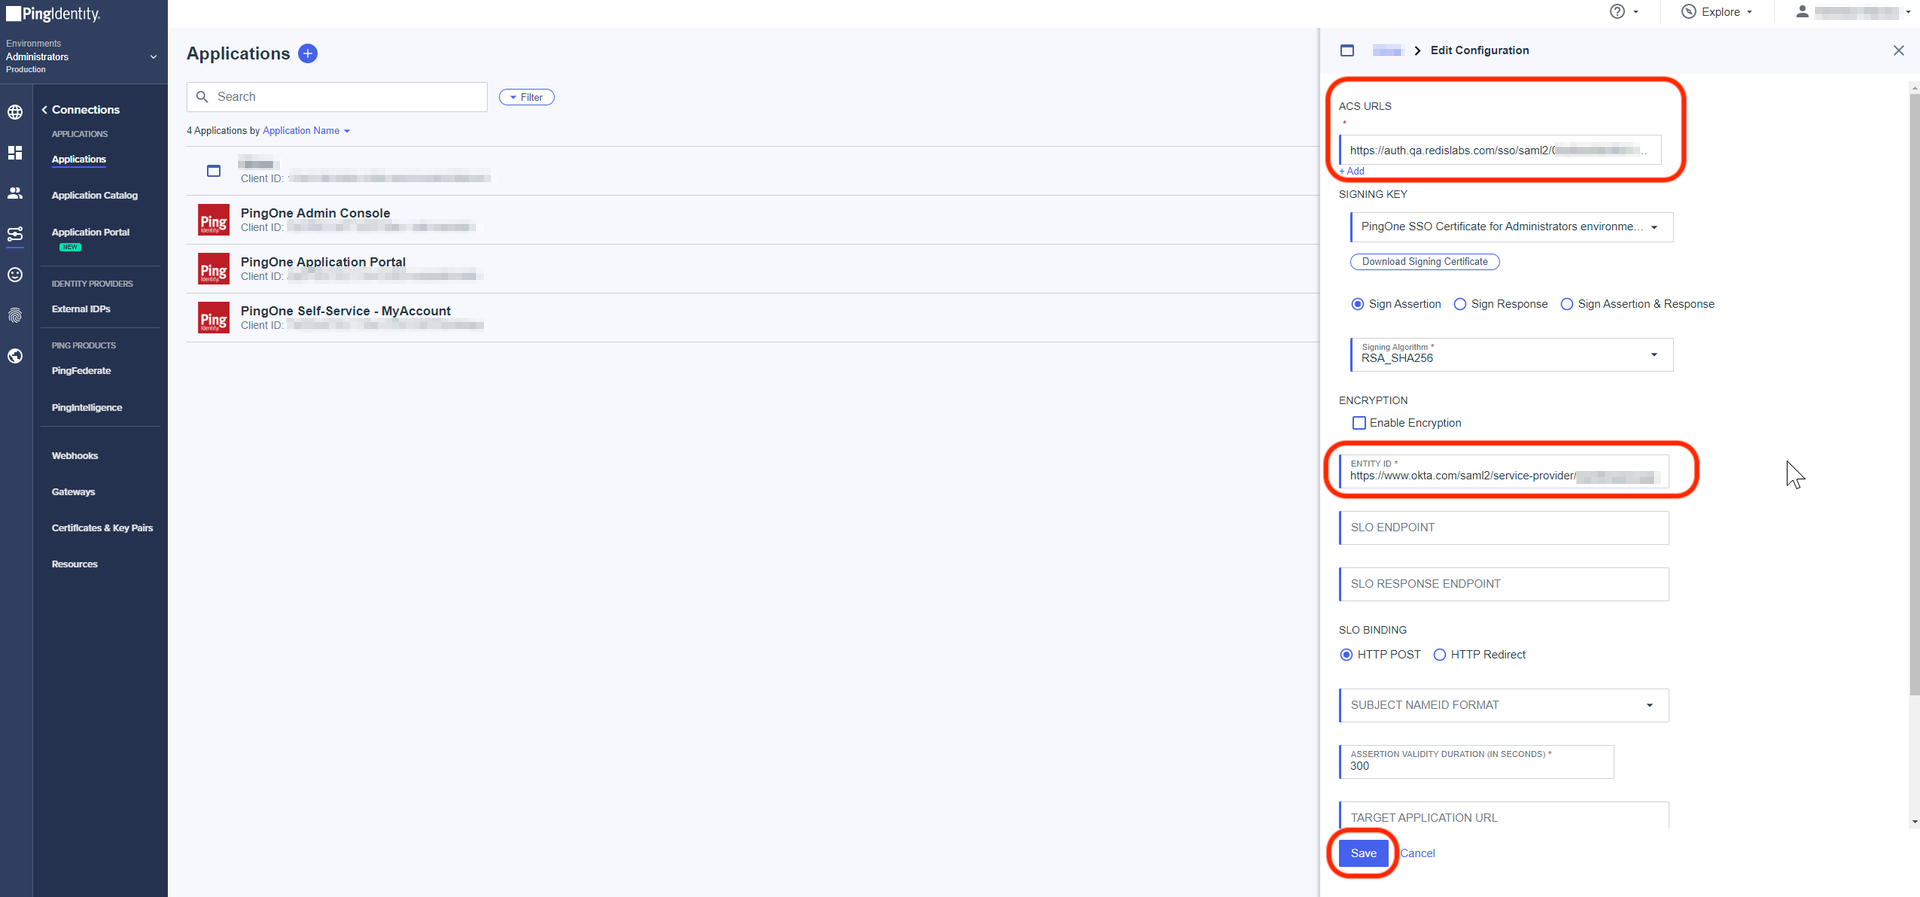 PingIdentity.
Environments
Administrators
Production
Connections
APPLICATIONS
Applications
Application Catalog
Application Portal
NEW
IDENTITY PROVIDERS
External IDPs
PING PRODUCTS
PingFederate
PingIntelligence
Webhooks
Gateways
Certificates & Key Pairs
Resources
Explore
Applications
Search
Filter
4 Applications by Application Name
Client ID:
Ping
Identity
PingOne Admin Console
Client ID:
Ping
Identity
PingOne Application Portal
Client ID:
Ping
Identity
PingOne Self-Service - MyAccount
Client ID:
Edit Configuration
ACS URLS
*
https://auth.qa.redislabs.com/sso/saml2/
+ Add
SIGNING KEY
PingOne SSO Certificate for Administrators environme...
Download Signing Certificate
Sign Assertion
Sign Response
Sign Assertion & Response
Signing Algorithm *
RSA_SHA256
ENCRYPTION
Enable Encryption
ENTITY ID *
https://www.okta.com/saml2/service-provider/
SLO ENDPOINT
SLO RESPONSE ENDPOINT
SLO BINDING
HTTP POST
HTTP Redirect
SUBJECT NAMEID FORMAT
ASSERTION VALIDITY DURATION (IN SECONDS) *
300
TARGET APPLICATION URL
Save
Cancel